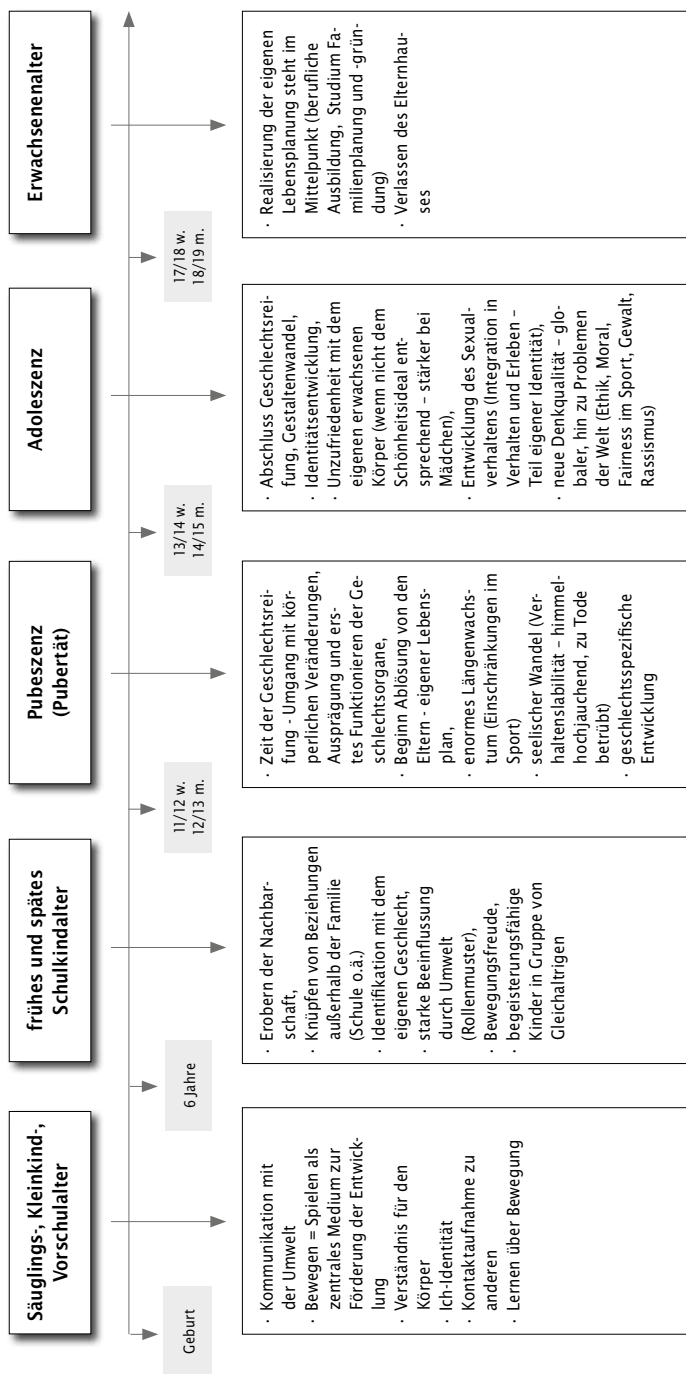 Säuglings-, Kleinkind-,
Vorschulalter
frühes und spätes
Schulkindalter
Pubeszenz
(Pubertät)
Adoleszenz
Erwachsenenalter
Geburt
6 Jahre
11/12 w.
12/13 m.
13/14 w.
14/15 m.
17/18 w.
18/19 m.
· Kommunikation mit
der Umwelt
· Bewegen = Spielen als
zentrales Medium zur
Förderung der Entwick-
lung
· Verständnis für den
Körper
· Ich-Identität
· Kontaktaufnahme zu
anderen
· Lernen über Bewegung
· Erobern der Nachbar-
schaft,
· Knüpfen von Beziehungen
außerhalb der Familie
(Schule o.ä.)
· Identifikation mit dem
eigenen Geschlecht,
· starke Beeinflussung
durch Umwelt
(Rollenmuster),
· Bewegungsfreude,
· begeisterungsfähige
Kinder in Gruppe von
Gleichaltrigen
· Zeit der Geschlechtsrei-
fung - Umgang mit kör-
perlichen Veränderungen,
Ausprägung und ers-
tes Funktionieren der Ge-
schlechtsorgane,
· Beginn Ablösung von den
Eltern - eigener Lebens-
plan,
· enormes Längenwachs-
tum (Einschränkungen im
Sport)
· seelischer Wandel (Ver-
haltenslabilität – himmel-
hochjauchend, zu Tode
betrübt)
· geschlechtsspezifische
Entwicklung
· Abschluss Geschlechtsrei-
fung, Gestaltenwandel,
· Identitätsentwicklung,
· Unzufriedenheit mit dem
eigenen erwachsenen
Körper (wenn nicht dem
Schönheitsideal ent-
sprechend – stärker bei
Mädchen),
· Entwicklung des Sexual-
verhaltens (Integration in
Verhalten und Erleben –
Teil eigener Identität),
· neue Denkqualität – glo-
baler, hin zu Problemen
der Welt (Ethik, Moral,
Fairness im Sport, Gewalt,
Rassismus)
· Realisierung der eigenen
Lebensplanung steht im
Mittelpunkt (berufliche
Ausbildung, Studium Fa-
milienplanung und -grün-
dung)
· Verlassen des Elternhau-
ses